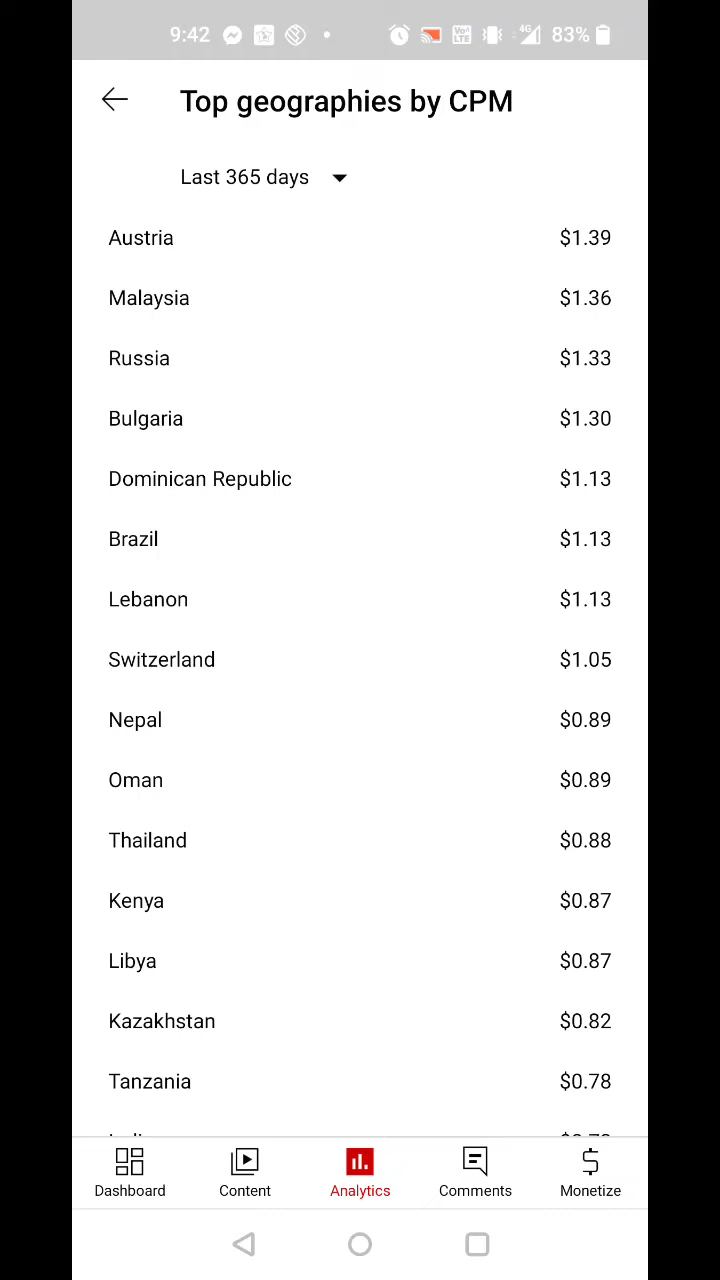 9:42
VoLTE 4G 83%
Top geographies by CPM
Last 365 days
Austria $1.39
Malaysia $1.36
Russia $1.33
Bulgaria $1.30
Dominican Republic $1.13
Brazil $1.13
Lebanon $1.13
Switzerland $1.05
Nepal $0.89
Oman $0.89
Thailand $0.88
Kenya $0.87
Libya $0.87
Kazakhstan $0.82
Tanzania $0.78
Dashboard Content Analytics Comments Monetize